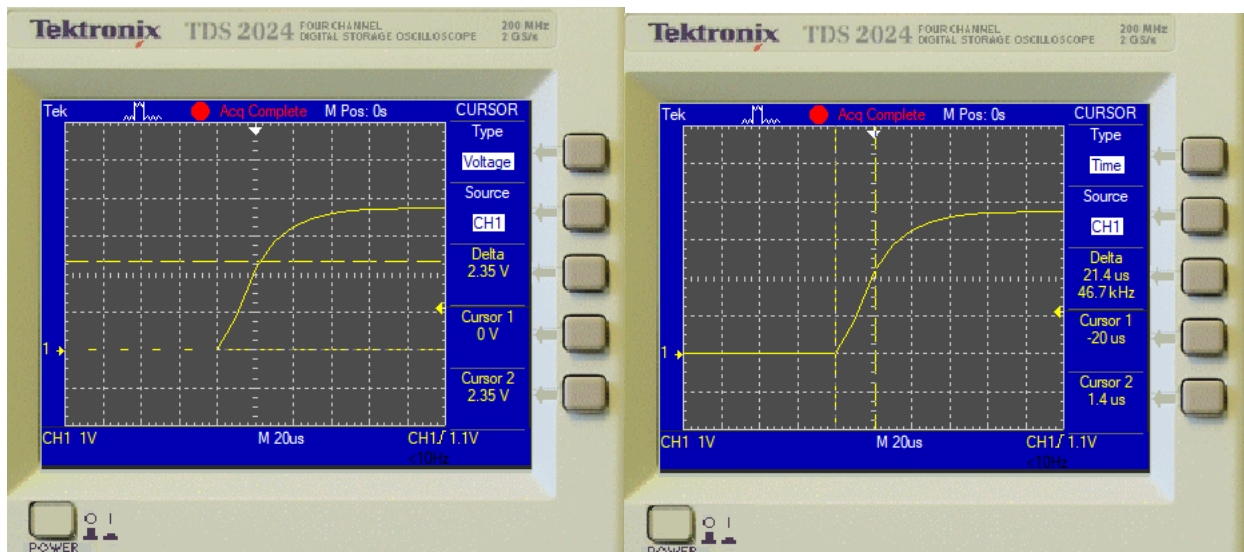 Tektronix TDS 2024 FOUR CHANNEL DIGITAL STORAGE OSCILLOSCOPE 200 MHz 2 GS/s
Tek Acq Complete M Pos: 0s CURSOR
Type
Voltage
Source
CH1
Delta
2.35 V
Cursor 1
0 V
1
Cursor 2
2.35 V
CH1 1V M 20us CH1 1.1V
<10Hz
POWER
Tektronix TDS 2024 FOUR CHANNEL DIGITAL STORAGE OSCILLOSCOPE 200 MHz 2 GS/s
Tek Acq Complete M Pos: 0s CURSOR
Type
Time
Source
CH1
Delta
21.4 us
46.7 kHz
Cursor 1
-20 us
1
Cursor 2
1.4 us
CH1 1V M 20us CH1 1.1V
<10Hz
POWER